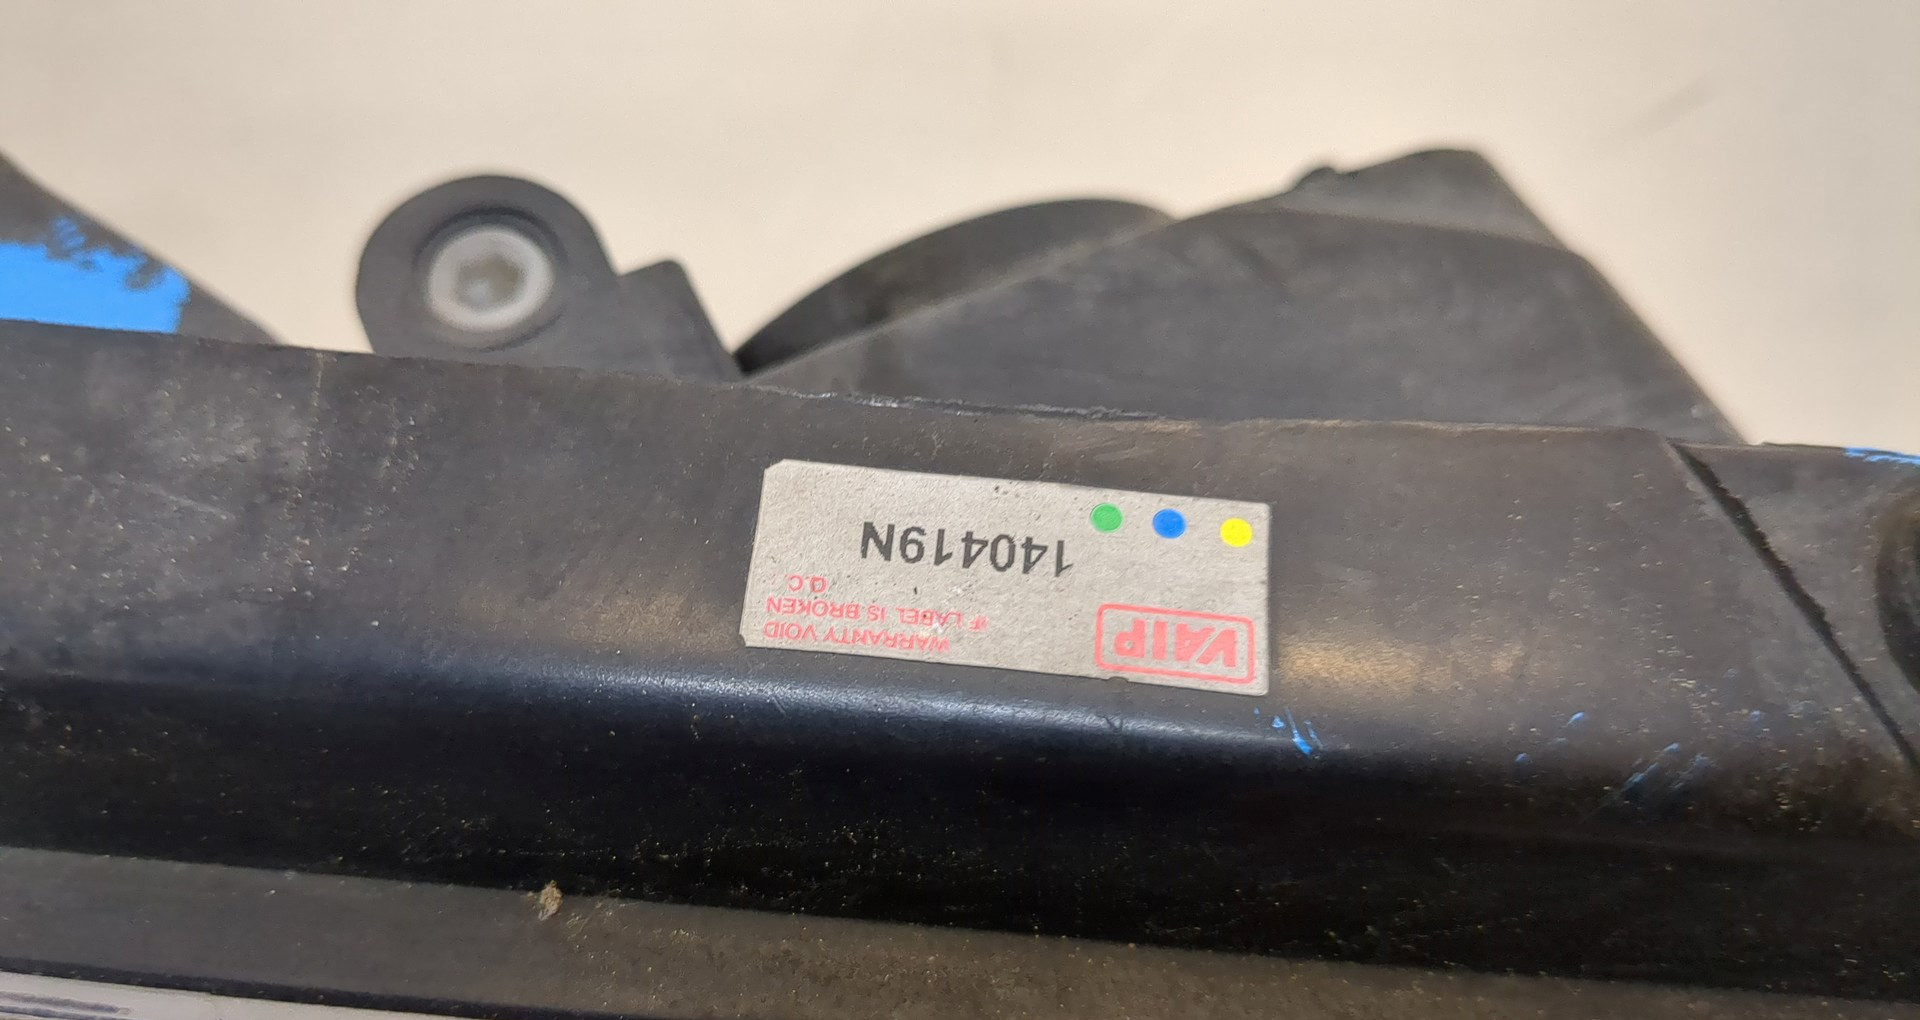 VAIP
WARRANTY VOID
IF LABEL IS BROKEN
Q.C
140419N